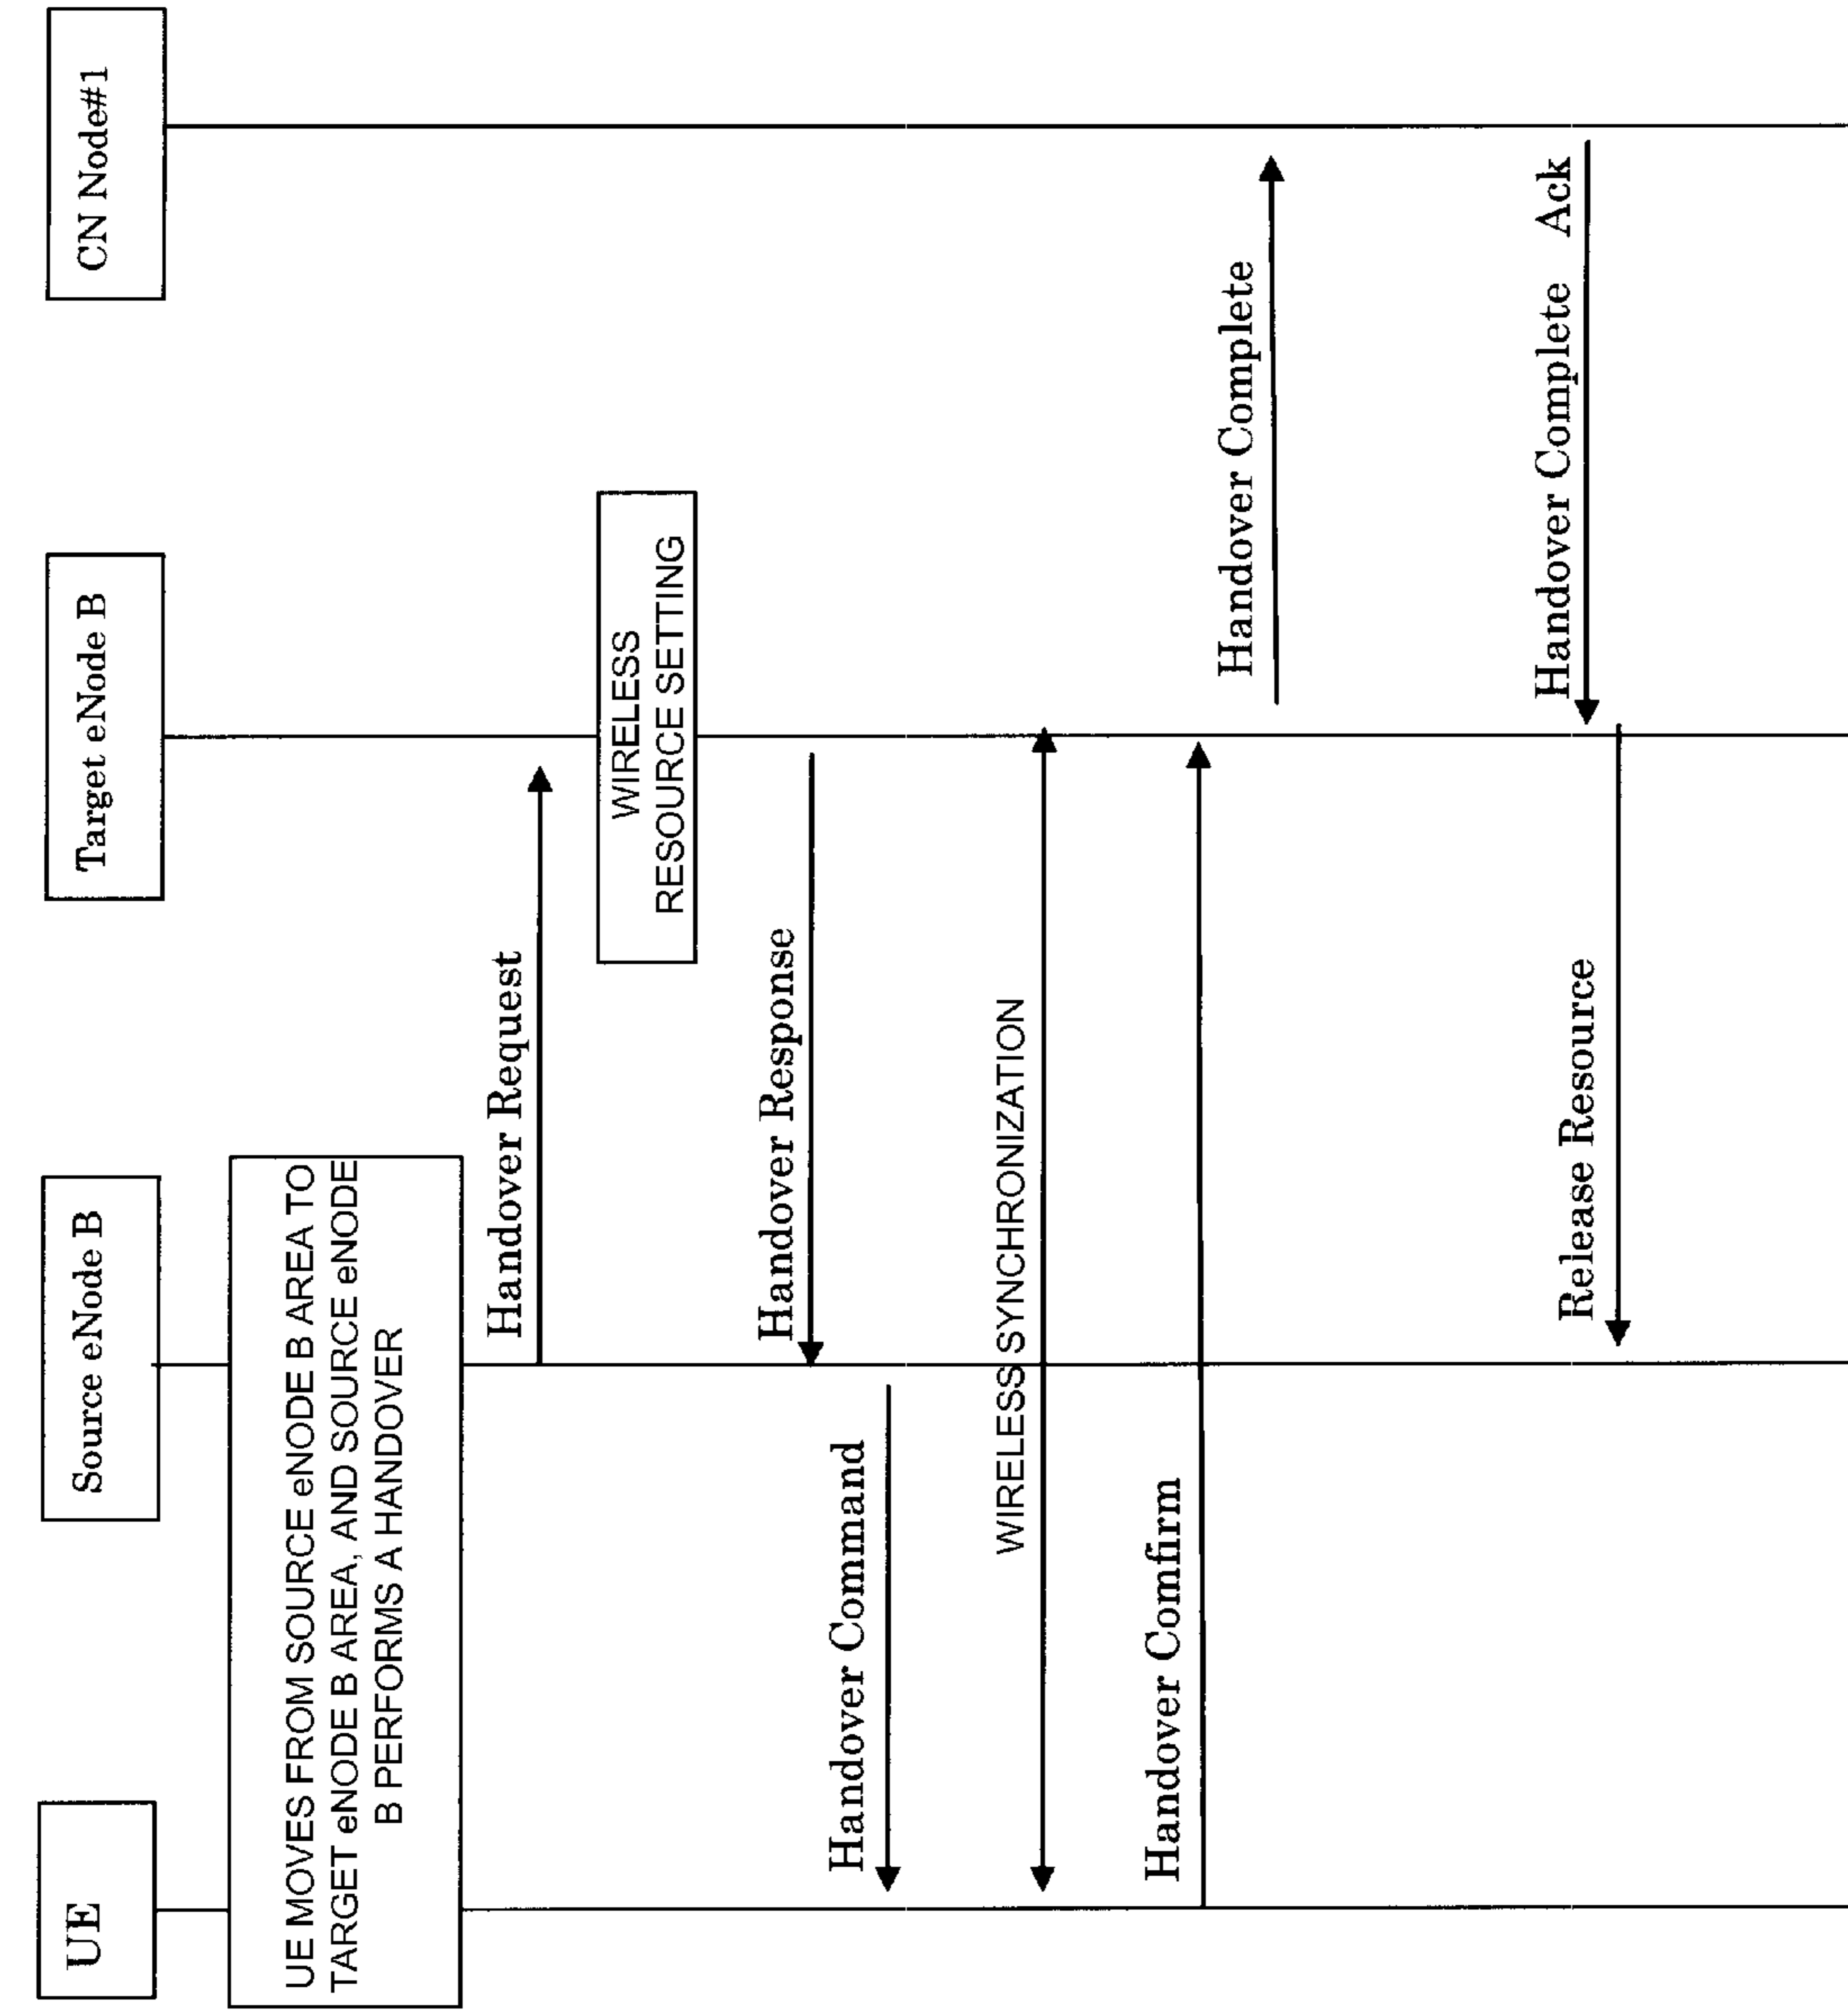 UE
Source eNode B
Target eNode B
CN Node#1
UE MOVES FROM SOURCE eNODE B AREA TO
TARGET eNODE B AREA, AND SOURCE eNODE
B PERFORMS A HANDOVER
Handover Request
WIRELESS
RESOURCE SETTING
Handover Response
Handover Command
WIRELESS SYNCHRONIZATION
Handover Comfirm
Handover Complete
Handover Complete Ack
Release Resource